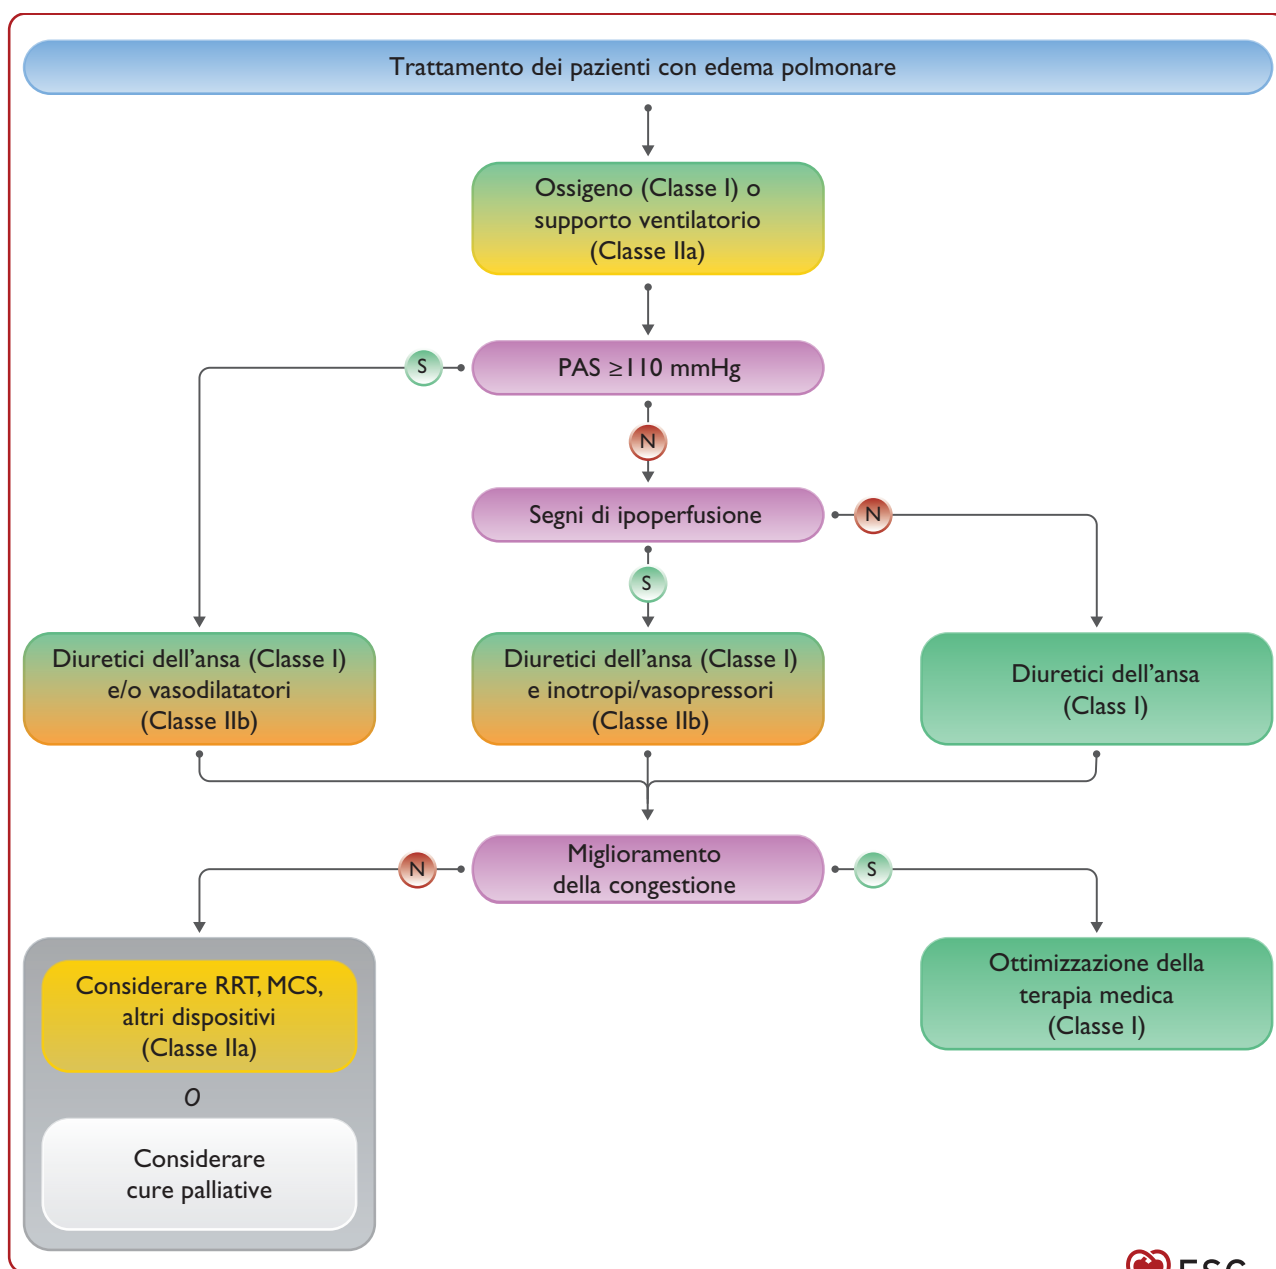 Trattamento dei pazienti con edema polmonare
Ossigeno (Classe I) o
supporto ventilatorio
(Classe IIa)
S
PAS ≥110 mmHg
N
Segni di ipoperfusione
N
S
Diuretici dell’ansa (Classe I)
e/o vasodilatatori
(Classe IIb)
Diuretici dell’ansa (Classe I)
e inotropi/vasopressori
(Classe IIb)
Diuretici dell’ansa
(Class I)
N
Miglioramento
della congestione
S
Considerare RRT, MCS,
altri dispositivi
(Classe IIa)
O
Considerare
cure palliative
Ottimizzazione della
terapia medica
(Classe I)
ESC